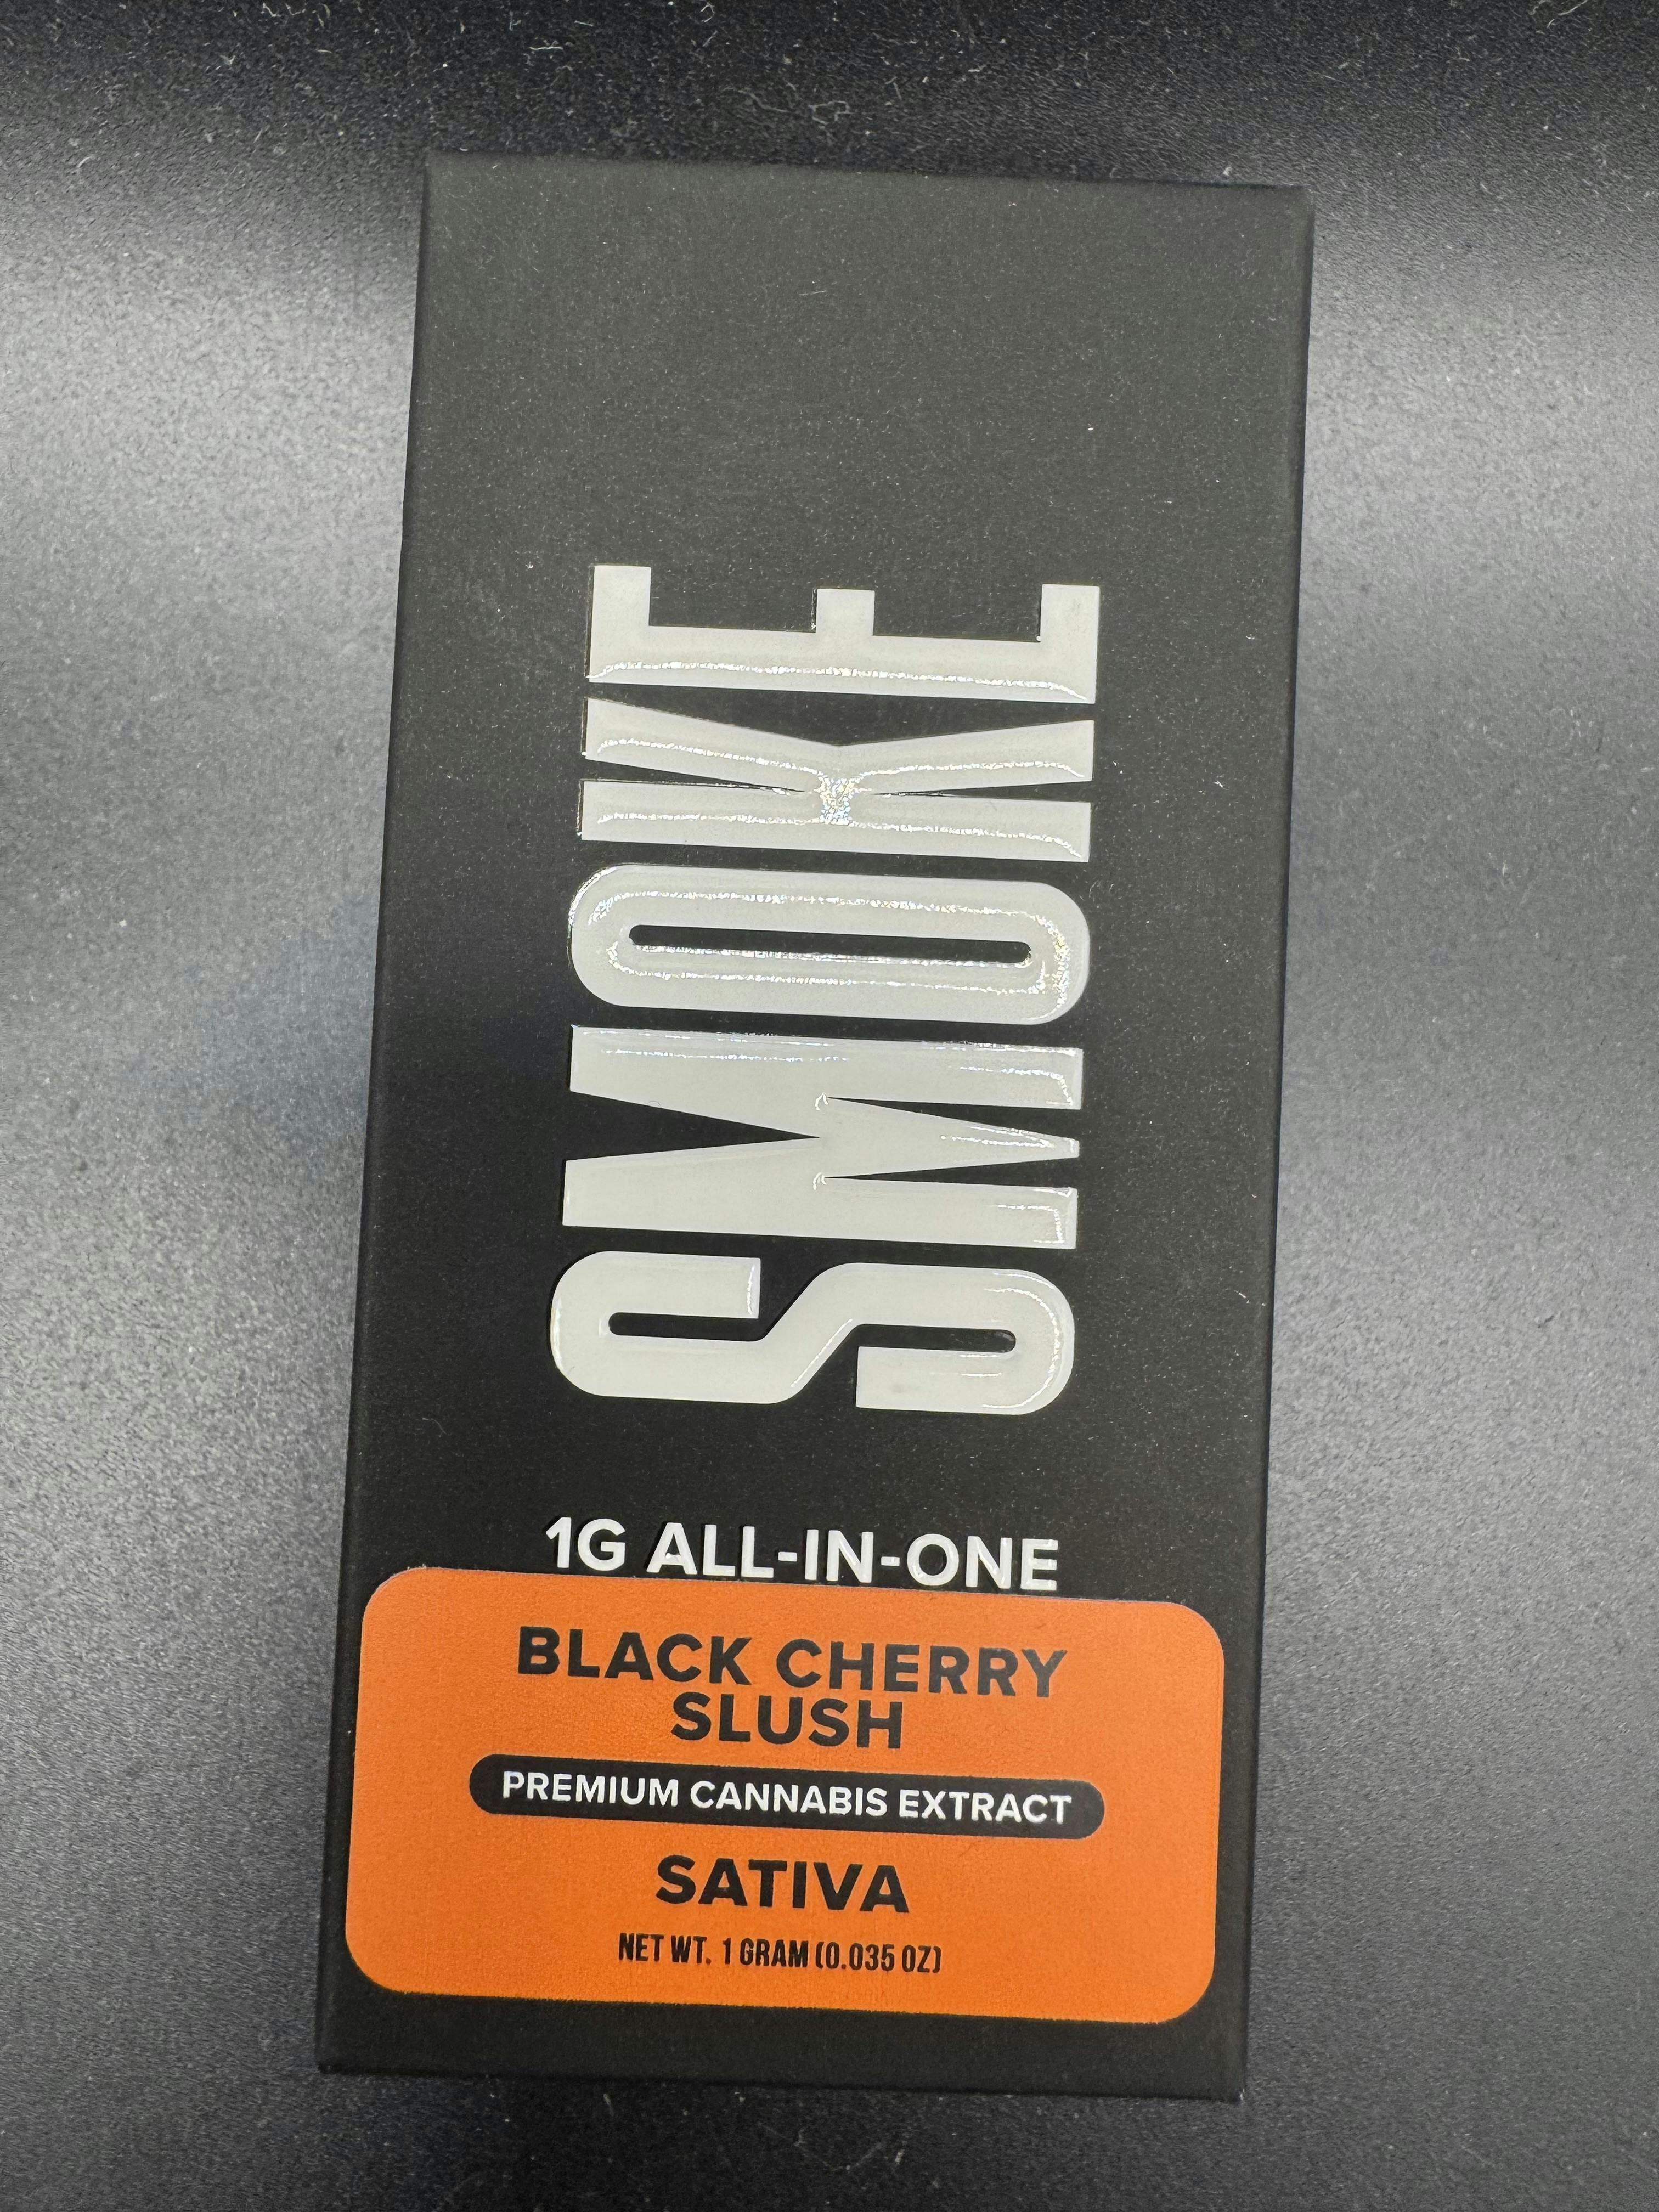 SMOKE
1G ALL-IN-ONE
BLACK CHERRY
SLUSH
PREMIUM CANNABIS EXTRACT
SATIVA
NET WT. 1 GRAM (0.035 OZ)